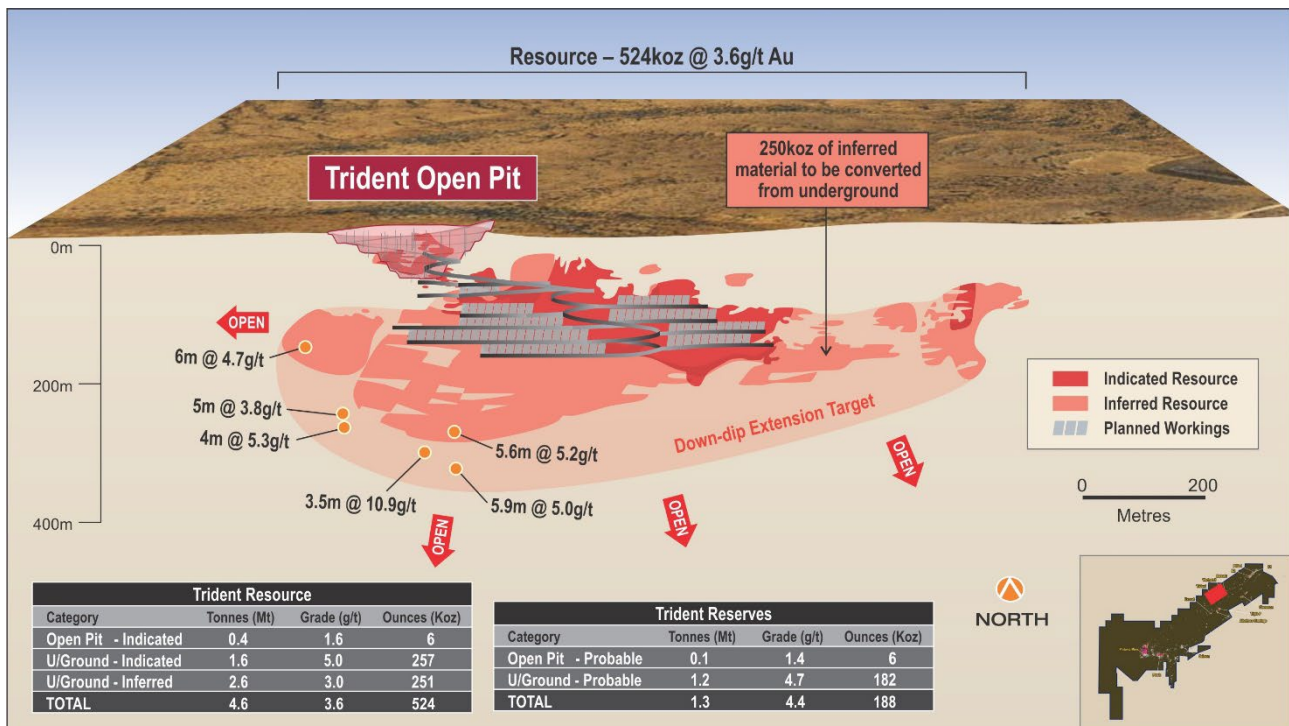 Resource – 524koz @ 3.6g/t Au
Trident Open Pit
250koz of inferred
material to be converted
from underground
0m
200m
400m
OPEN
6m @ 4.7g/t
5m @ 3.8g/t
4m @ 5.3g/t
3.5m @ 10.9g/t
5.6m @ 5.2g/t
5.9m @ 5.0g/t
Down-dip Extension Target
OPEN
OPEN
OPEN
Indicated Resource
Inferred Resource
Planned Workings
0 200
Metres
NORTH
Trident Resource
Category Tonnes (Mt) Grade (g/t) Ounces (Koz)
Open Pit - Indicated 0.4 1.6 6
U/Ground - Indicated 1.6 5.0 257
U/Ground - Inferred 2.6 3.0 251
TOTAL 4.6 3.6 524
Trident Reserves
Category Tonnes (Mt) Grade (g/t) Ounces (Koz)
Open Pit - Probable 0.1 1.4 6
U/Ground - Probable 1.2 4.7 182
TOTAL 1.3 4.4 188